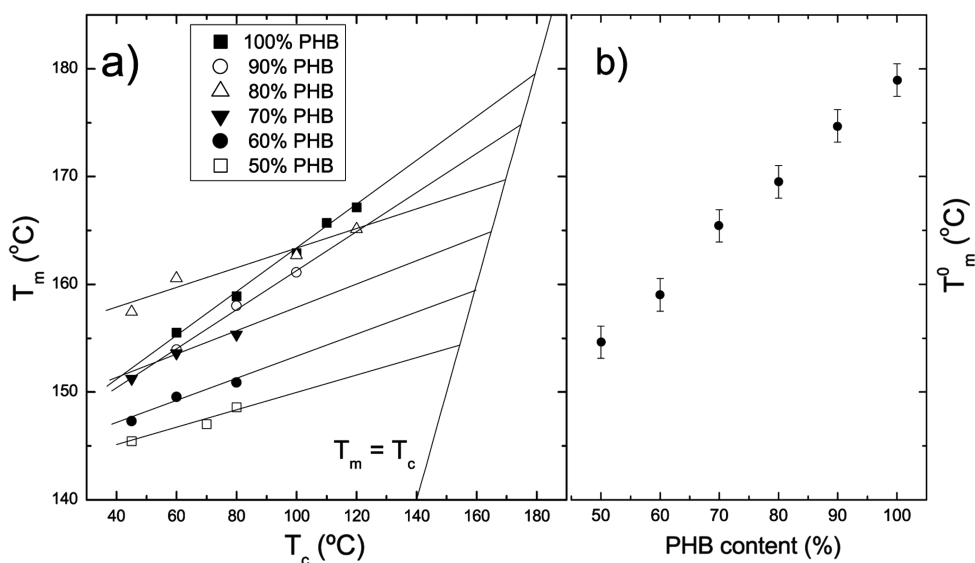 a)
100% PHB
90% PHB
80% PHB
70% PHB
60% PHB
50% PHB
T_m = T_c
T_m (°C)
180
170
160
150
140
40 60 80 100 120 140 160 180
T_c (ºC)
b)
50 60 70 80 90 100
PHB content (%)
T^0_m (°C)